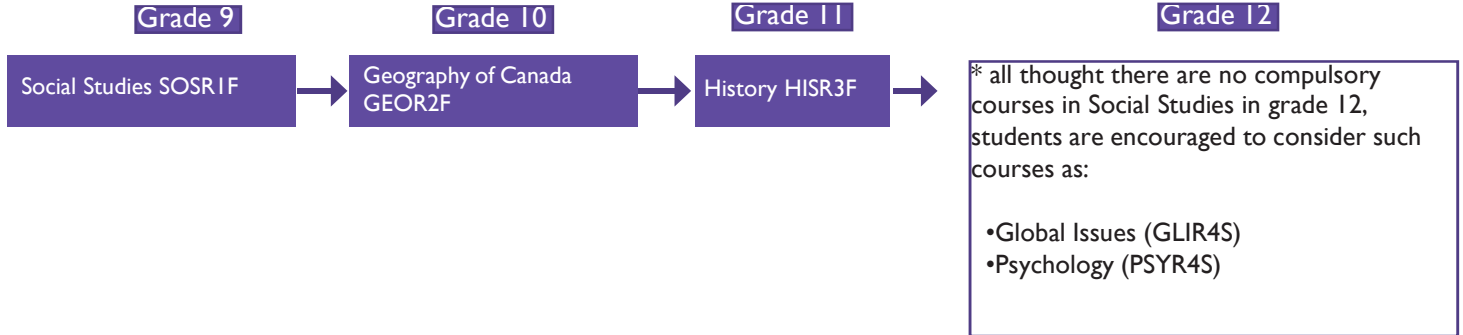 Grade 9
Grade 10
Grade 11
Grade 12
Social Studies SOSR1F
Geography of Canada
GEOR2F
History HISR3F
* all thought there are no compulsory
courses in Social Studies in grade 12,
students are encouraged to consider such
courses as:
•Global Issues (GLIR4S)
•Psychology (PSYR4S)